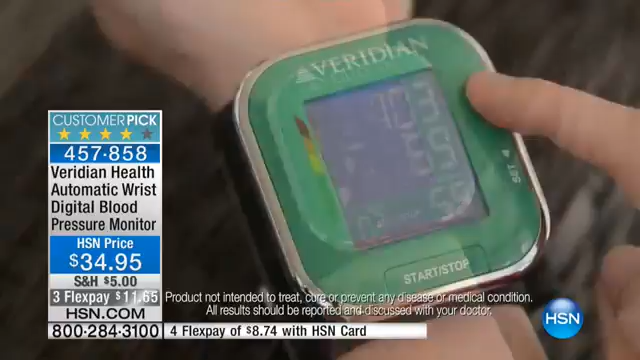 VERIDIAN
SET
START/STOP
CUSTOMER PICK
457-858
Veridian Health
Automatic Wrist
Digital Blood
Pressure Monitor
HSN Price
$34.95
S&H $5.00
3 Flexpay $11.65
HSN.COM
800-284-3100
4 Flexpay of $8.74 with HSN Card
Product not intended to treat, cure or prevent any disease or medical condition.
All results should be reported and discussed with your doctor.
HSN